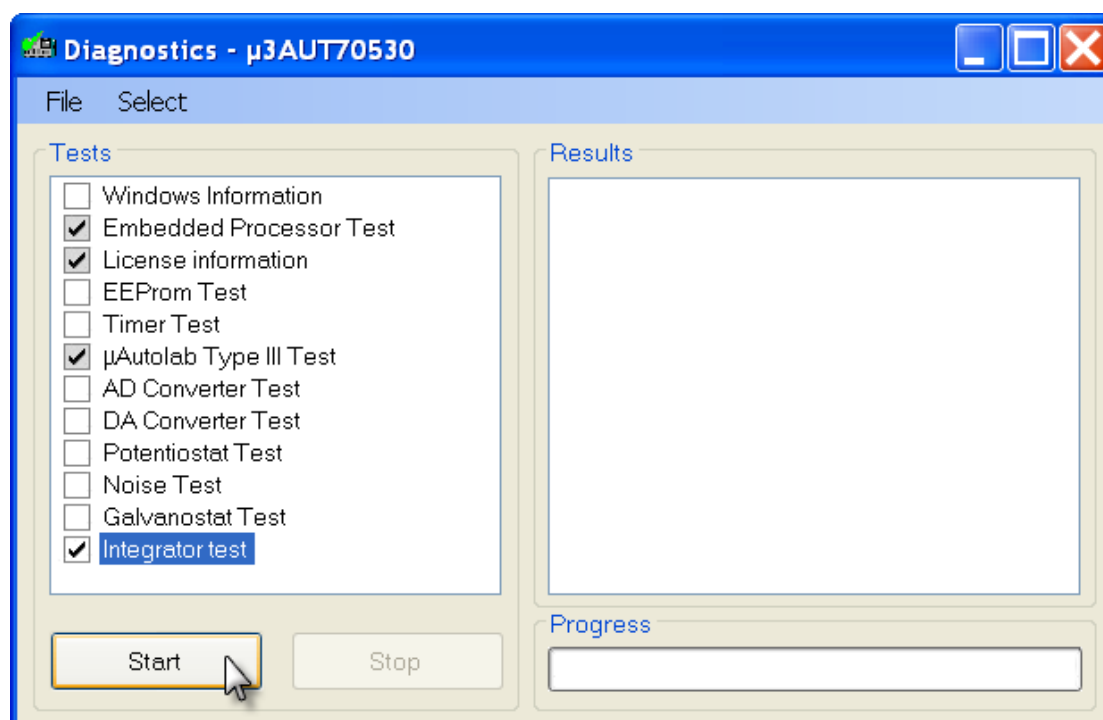 Diagnostics - µ3AUT70530
File Select
Tests
Windows Information
Embedded Processor Test
License information
EEProm Test
Timer Test
µAutolab Type III Test
AD Converter Test
DA Converter Test
Potentiostat Test
Noise Test
Galvanostat Test
Integrator test
Start Stop
Results
Progress